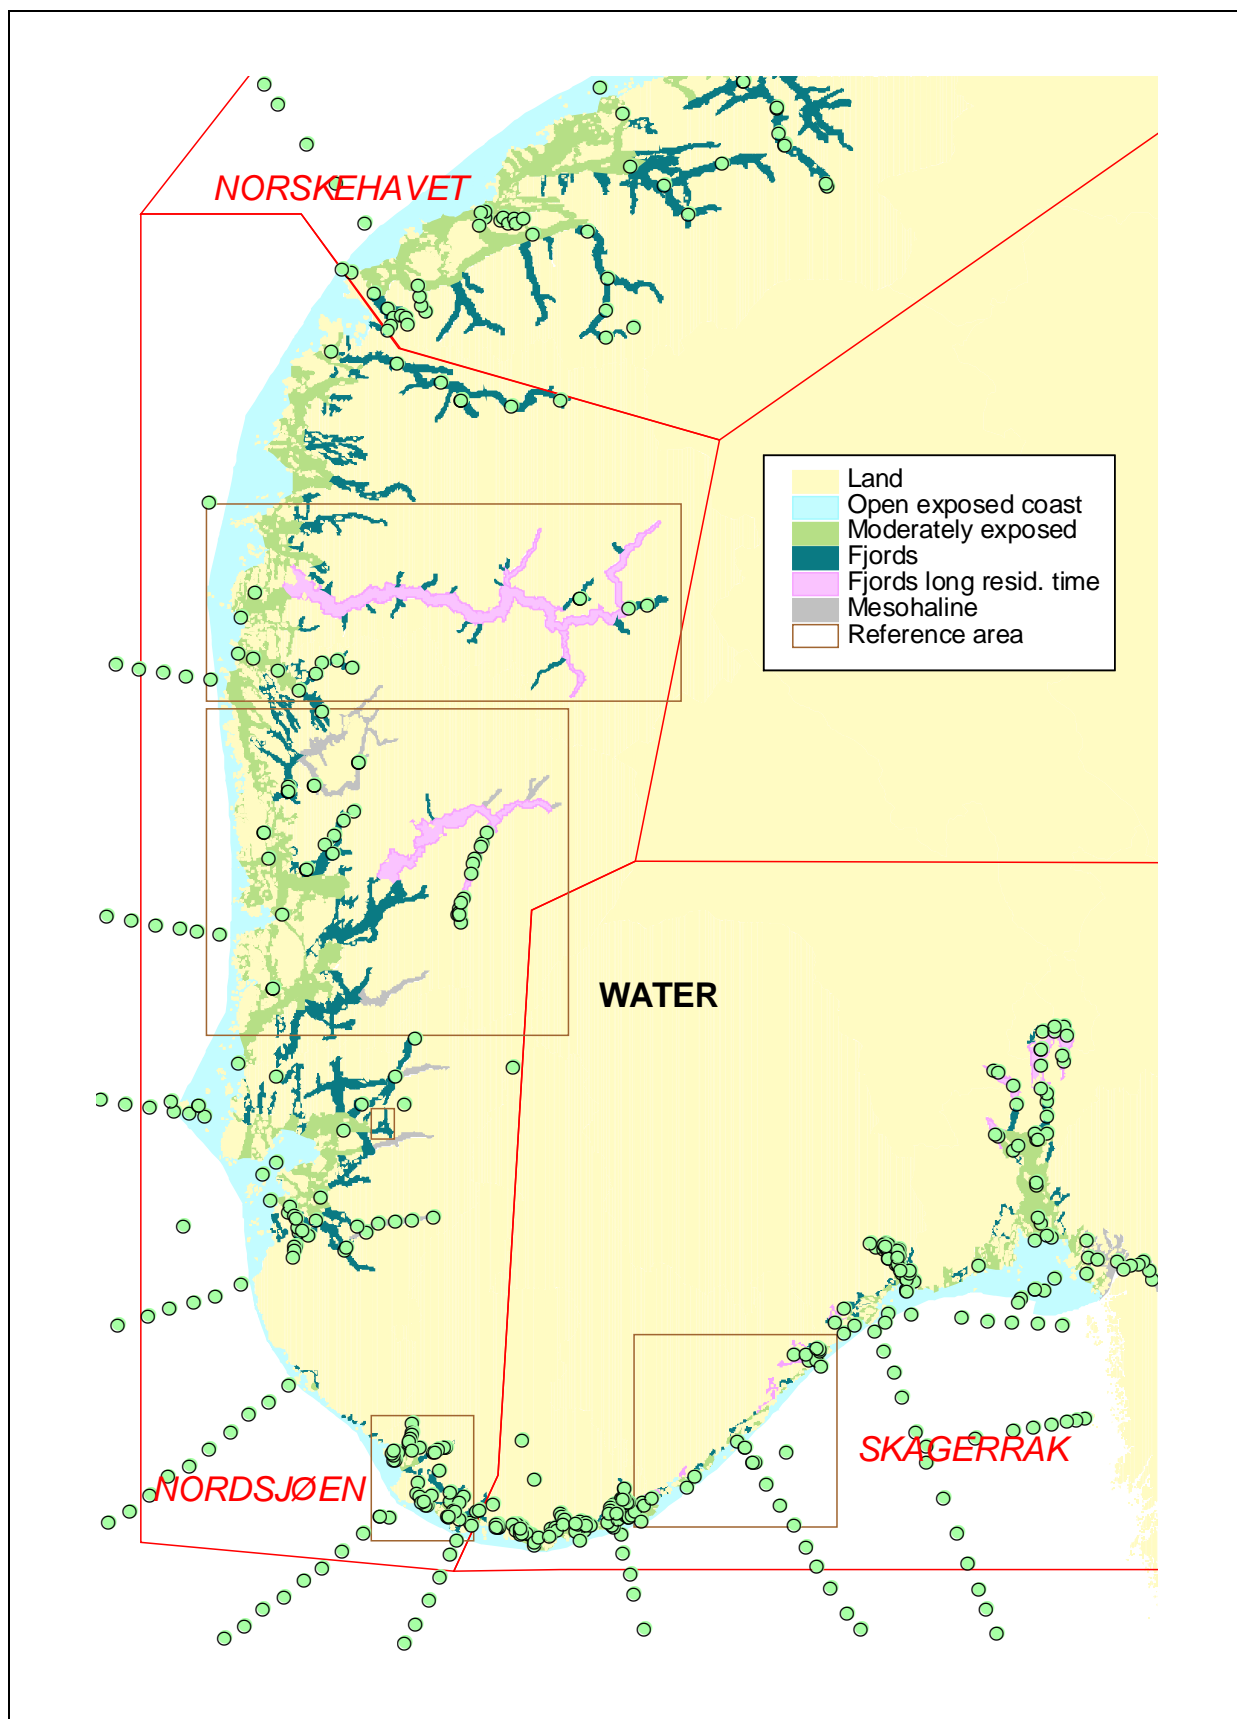 NORSKEHAVET
Land
Open exposed coast
Moderately exposed
Fjords
Fjords long resid. time
Mesohaline
Reference area
WATER
SKAGERRAK
NORDSJØEN